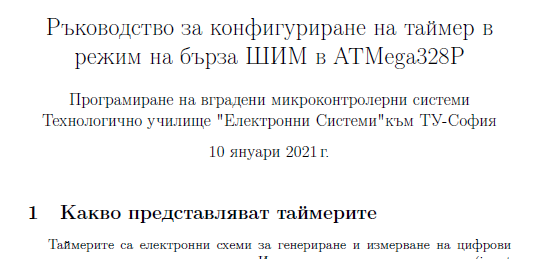 Ръководство за конфигуриране на таймер в
режим на бърза ШИМ в ATMega328P
Програмиране на вградени микроконтролерни системи
Технологично училище "Електронни Системи"към ТУ-София
10 януари 2021 г.
1 Какво представляват таймерите
Таймерите са електронни схеми за генериране и измерване на цифрови